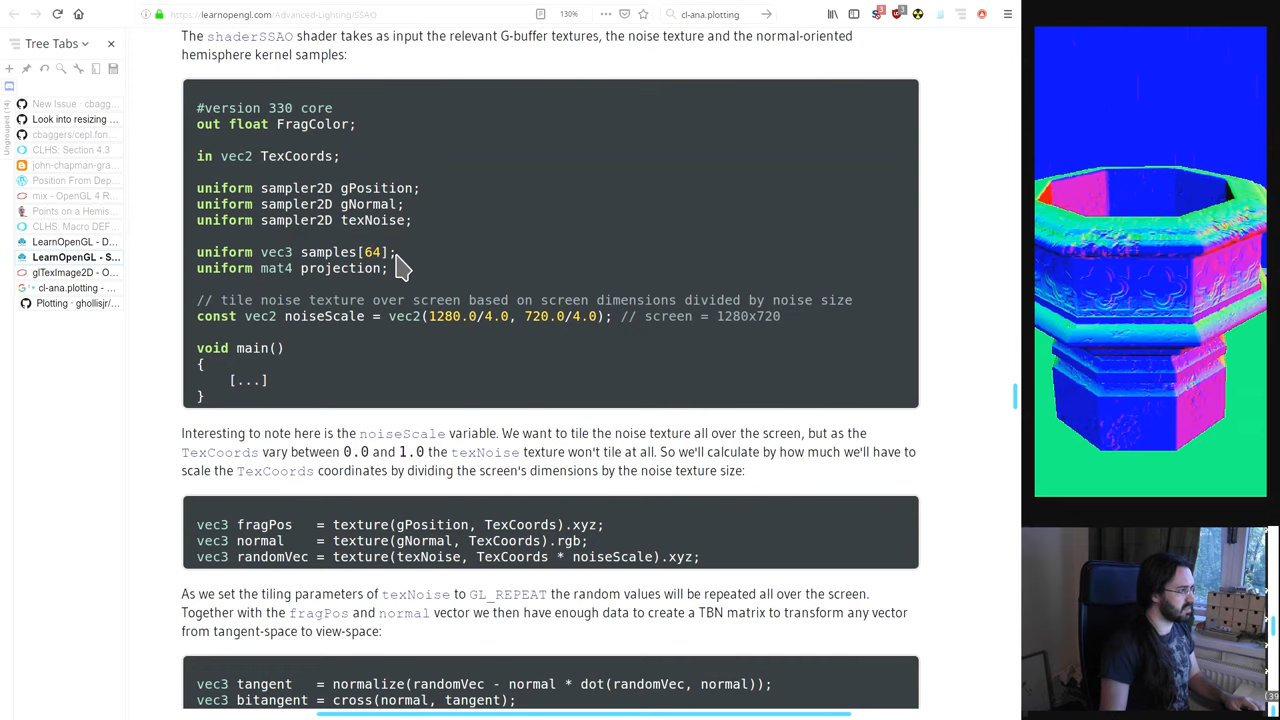 https://learnopengl.com/Advanced-Lighting/SSAO
130%
cl-ana.plotting
Tree Tabs
Ungrouped (14)
New Issue · cbagg...
Look into resizing ...
cbaggers/cepl.fon...
CLHS: Section 4.3
john-chapman-gra...
Position From Dep...
mix - OpenGL 4 R...
Points on a Hemis...
CLHS: Macro DEF...
LearnOpenGL - D...
LearnOpenGL - S...
glTexImage2D - O...
cl-ana.plotting - ...
Plotting · ghollisjr/...
The shaderSSAO shader takes as input the relevant G-buffer textures, the noise texture and the normal-oriented
hemisphere kernel samples:
#version 330 core
out float FragColor;
in vec2 TexCoords;
uniform sampler2D gPosition;
uniform sampler2D gNormal;
uniform sampler2D texNoise;
uniform vec3 samples[64];
uniform mat4 projection;
// tile noise texture over screen based on screen dimensions divided by noise size
const vec2 noiseScale = vec2(1280.0/4.0, 720.0/4.0); // screen = 1280x720
void main()
{
[...]
}
Interesting to note here is the noiseScale variable. We want to tile the noise texture all over the screen, but as the
TexCoords vary between 0.0 and 1.0 the texNoise texture won't tile at all. So we'll calculate by how much we'll have to
scale the TexCoords coordinates by dividing the screen's dimensions by the noise texture size:
vec3 fragPos   = texture(gPosition, TexCoords).xyz;
vec3 normal    = texture(gNormal, TexCoords).rgb;
vec3 randomVec = texture(texNoise, TexCoords * noiseScale).xyz;
As we set the tiling parameters of texNoise to GL_REPEAT the random values will be repeated all over the screen.
Together with the fragPos and normal vector we then have enough data to create a TBN matrix to transform any vector
from tangent-space to view-space:
vec3 tangent   = normalize(randomVec - normal * dot(randomVec, normal));
vec3 bitangent = cross(normal, tangent);